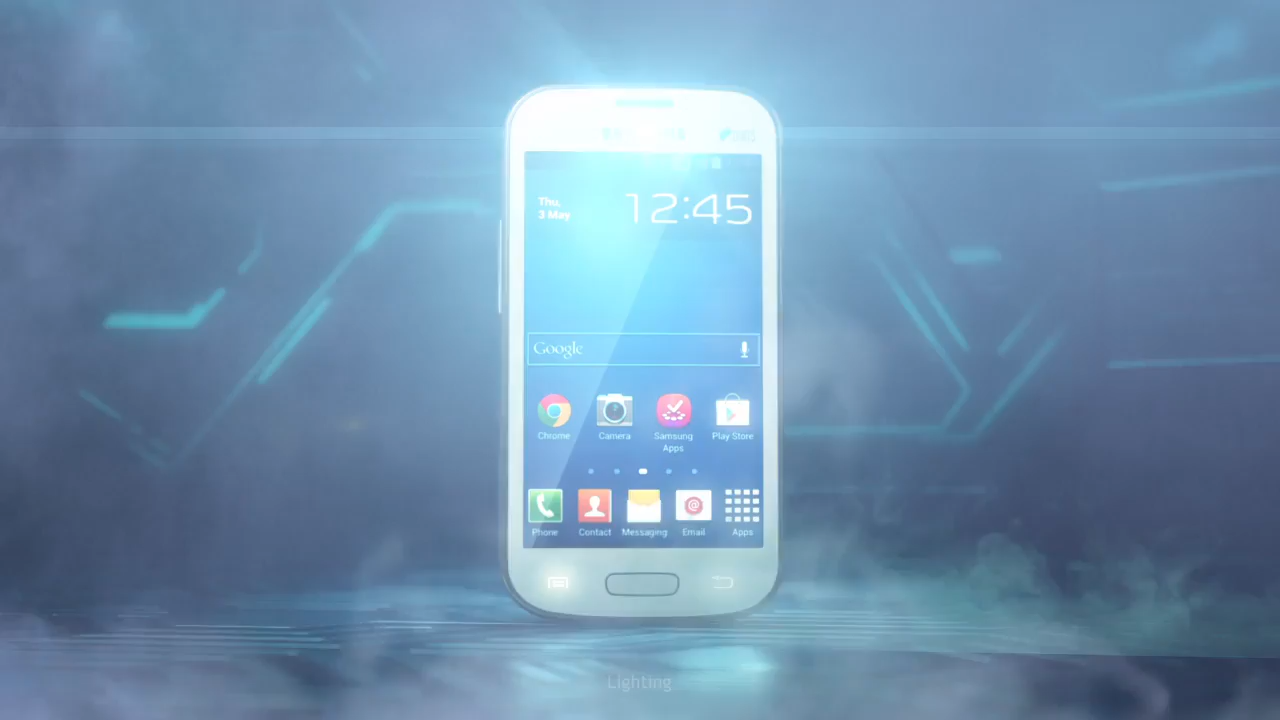 Thu.
3 May
12:45
Google
Chrome
Camera
Samsung
Apps
Play Store
Phone
Contact
Messaging
Email
Apps
Lighting